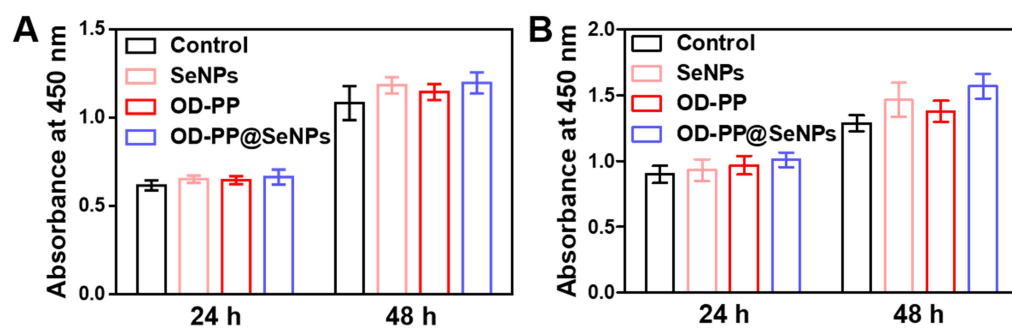 A
Absorbance at 450 nm
1.5
1.0
0.5
0.0
Control
SeNPs
OD-PP
OD-PP@SeNPs
24 h
48 h
B
Absorbance at 450 nm
2.0
1.5
1.0
0.5
0.0
Control
SeNPs
OD-PP
OD-PP@SeNPs
24 h
48 h